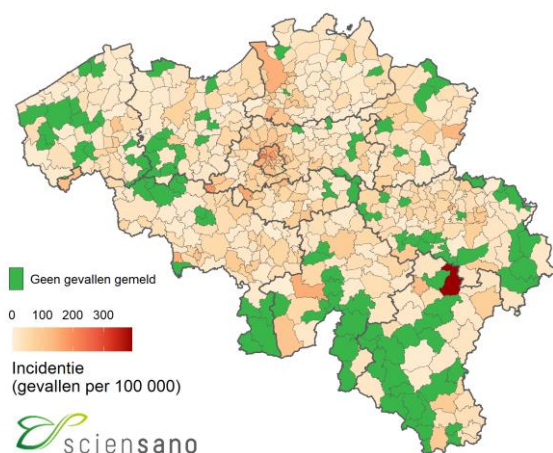 Geen gevallen gemeld
0 100 200 300
Incidentie
(gevallen per 100 000)
sciensano